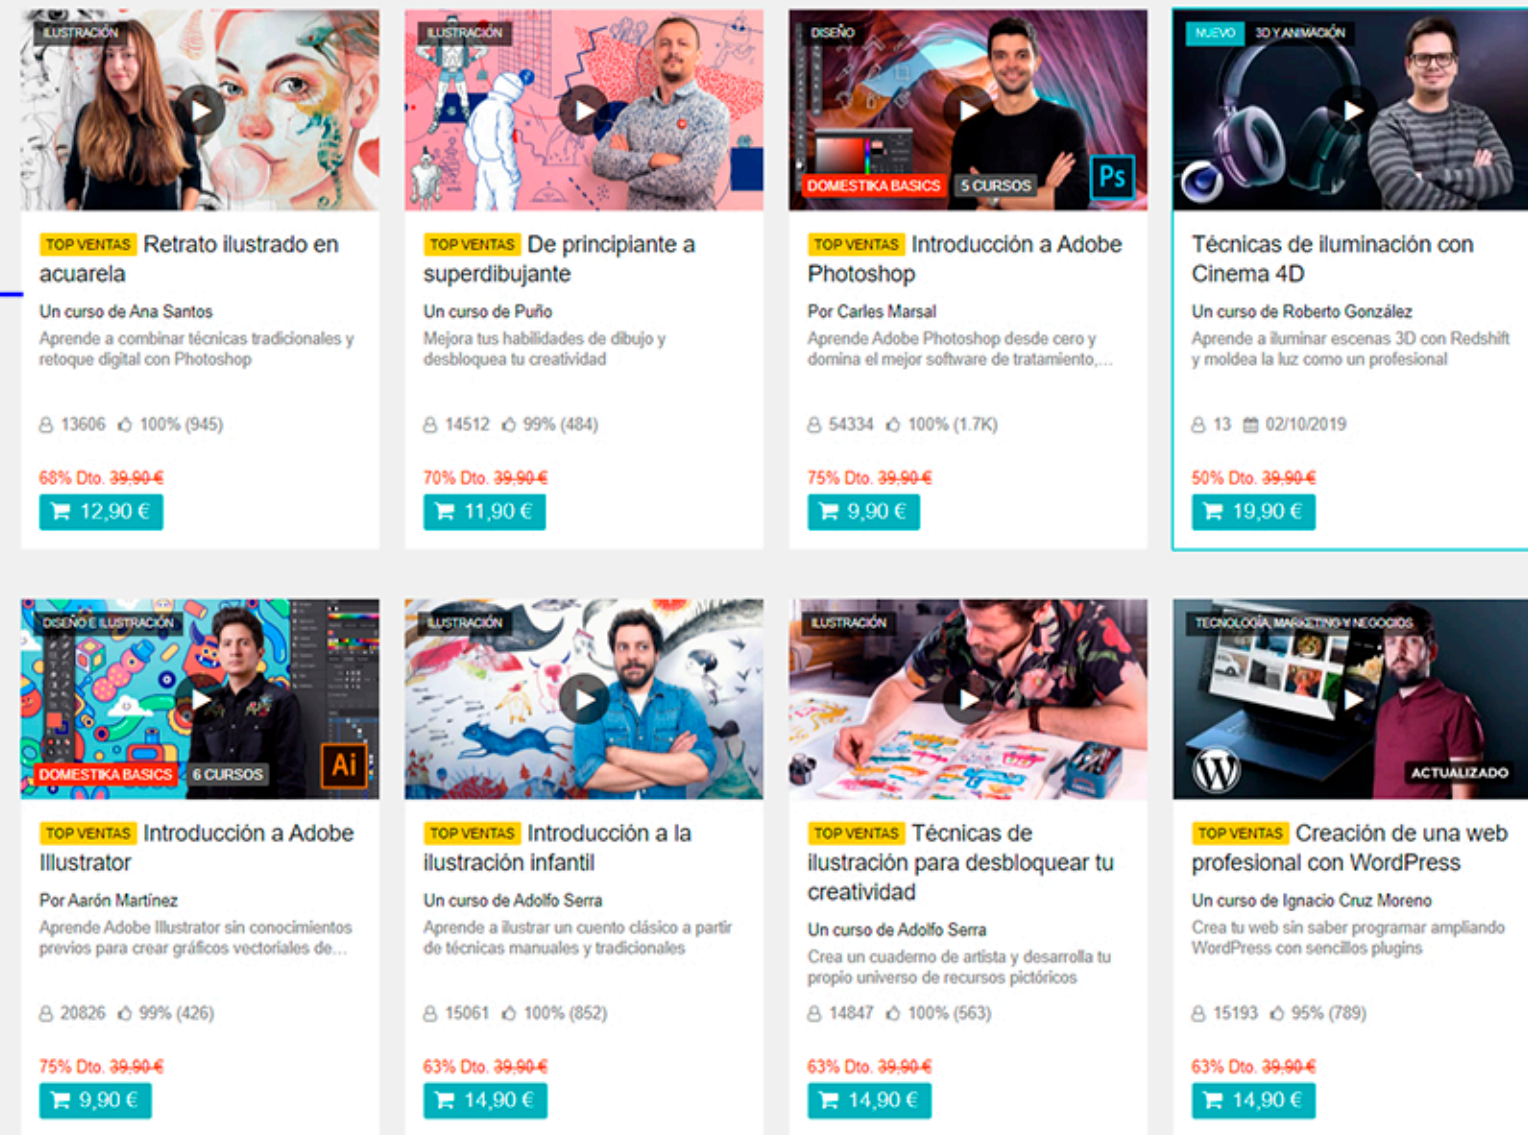 ILUSTRACIÓN
TOP VENTAS Retrato ilustrado en
acuarela
Un curso de Ana Santos
Aprende a combinar técnicas tradicionales y
retoque digital con Photoshop
13606 100% (945)
68% Dto. 39,90 €
12,90 €
ILUSTRACIÓN
TOP VENTAS De principiante a
superdibujante
Un curso de Puño
Mejora tus habilidades de dibujo y
desbloquea tu creatividad
14512 99% (484)
70% Dto. 39,90 €
11,90 €
DISEÑO
DOMESTIKA BASICS 5 CURSOS Ps
TOP VENTAS Introducción a Adobe
Photoshop
Por Carles Marsal
Aprende Adobe Photoshop desde cero y
domina el mejor software de tratamiento,...
54334 100% (1.7K)
75% Dto. 39,90 €
9,90 €
NUEVO 3D Y ANIMACIÓN
Técnicas de iluminación con
Cinema 4D
Un curso de Roberto González
Aprende a iluminar escenas 3D con Redshift
y moldea la luz como un profesional
13 02/10/2019
50% Dto. 39,90 €
19,90 €
DISEÑO E ILUSTRACIÓN
DOMESTIKA BASICS 6 CURSOS Ai
TOP VENTAS Introducción a Adobe
Illustrator
Por Aarón Martínez
Aprende Adobe Illustrator sin conocimientos
previos para crear gráficos vectoriales de...
20826 99% (426)
75% Dto. 39,90 €
9,90 €
ILUSTRACIÓN
TOP VENTAS Introducción a la
ilustración infantil
Un curso de Adolfo Serra
Aprende a ilustrar un cuento clásico a partir
de técnicas manuales y tradicionales
15061 100% (852)
63% Dto. 39,90 €
14,90 €
ILUSTRACIÓN
TOP VENTAS Técnicas de
ilustración para desbloquear tu
creatividad
Un curso de Adolfo Serra
Crea un cuaderno de artista y desarrolla tu
propio universo de recursos pictóricos
14847 100% (563)
63% Dto. 39,90 €
14,90 €
TECNOLOGÍA, MARKETING Y NEGOCIOS
ACTUALIZADO
TOP VENTAS Creación de una web
profesional con WordPress
Un curso de Ignacio Cruz Moreno
Crea tu web sin saber programar ampliando
WordPress con sencillos plugins
15193 95% (789)
63% Dto. 39,90 €
14,90 €